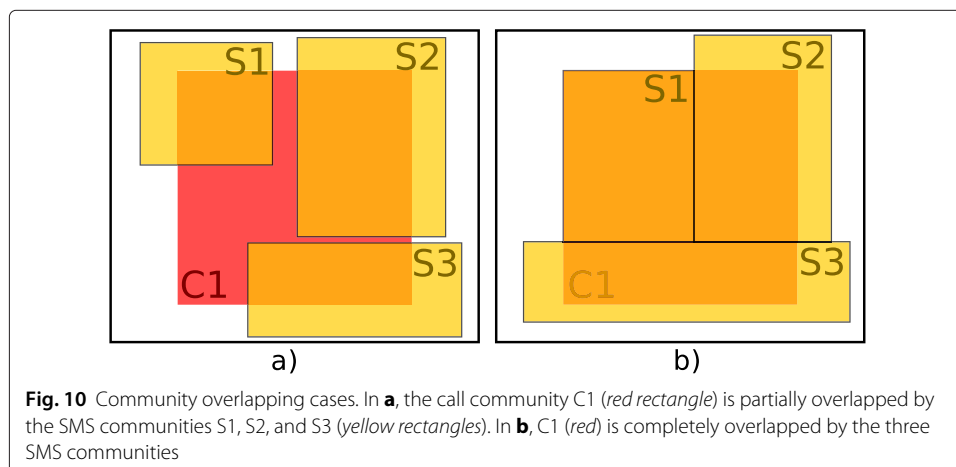 S1
S2
C1
S3
a)
S1
S2
C1
S3
b)
Fig. 10 Community overlapping cases. In a, the call community C1 (red rectangle) is partially overlapped by
the SMS communities S1, S2, and S3 (yellow rectangles). In b, C1 (red) is completely overlapped by the three
SMS communities